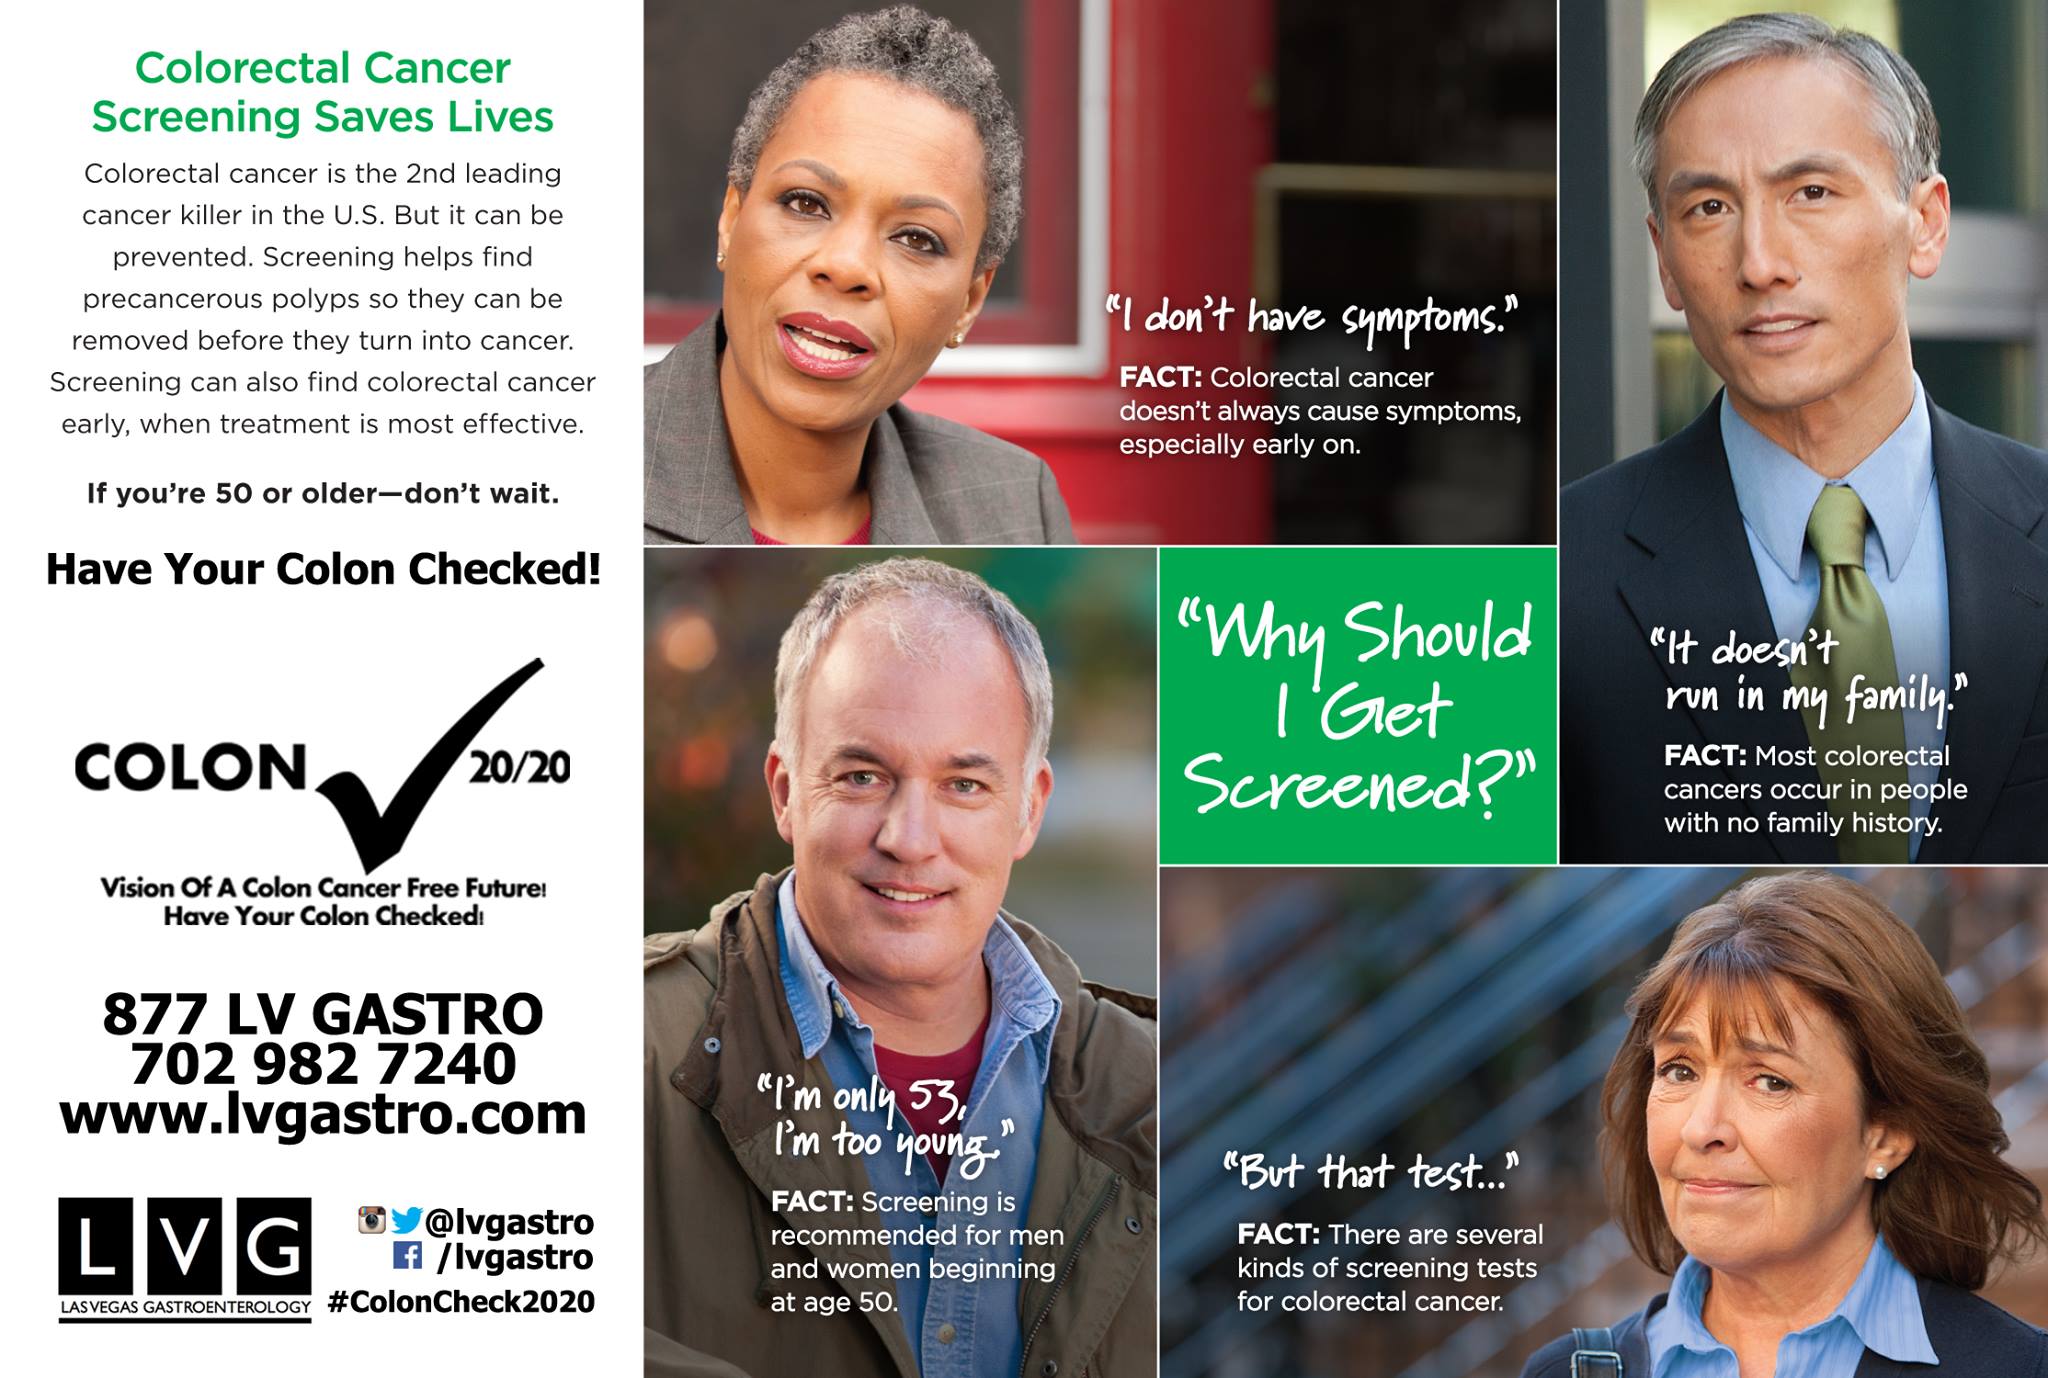 Colorectal Cancer
Screening Saves Lives
Colorectal cancer is the 2nd leading
cancer killer in the U.S. But it can be
prevented. Screening helps find
precancerous polyps so they can be
removed before they turn into cancer.
Screening can also find colorectal cancer
early, when treatment is most effective.
If you’re 50 or older—don’t wait.
Have Your Colon Checked!
COLON 20/20
Vision Of A Colon Cancer Free Future!
Have Your Colon Checked!
877 LV GASTRO
702 982 7240
www.lvgastro.com
LVG
LAS VEGAS GASTROENTEROLOGY
@lvgastro
/lvgastro
#ColonCheck2020
“I don’t have symptoms.”
FACT: Colorectal cancer
doesn’t always cause symptoms,
especially early on.
“It doesn’t
run in my family.”
FACT: Most colorectal
cancers occur in people
with no family history.
“Why Should
I Get
Screened?”
“I’m only 53,
I’m too young.”
FACT: Screening is
recommended for men
and women beginning
at age 50.
“But that test...”
FACT: There are several
kinds of screening tests
for colorectal cancer.